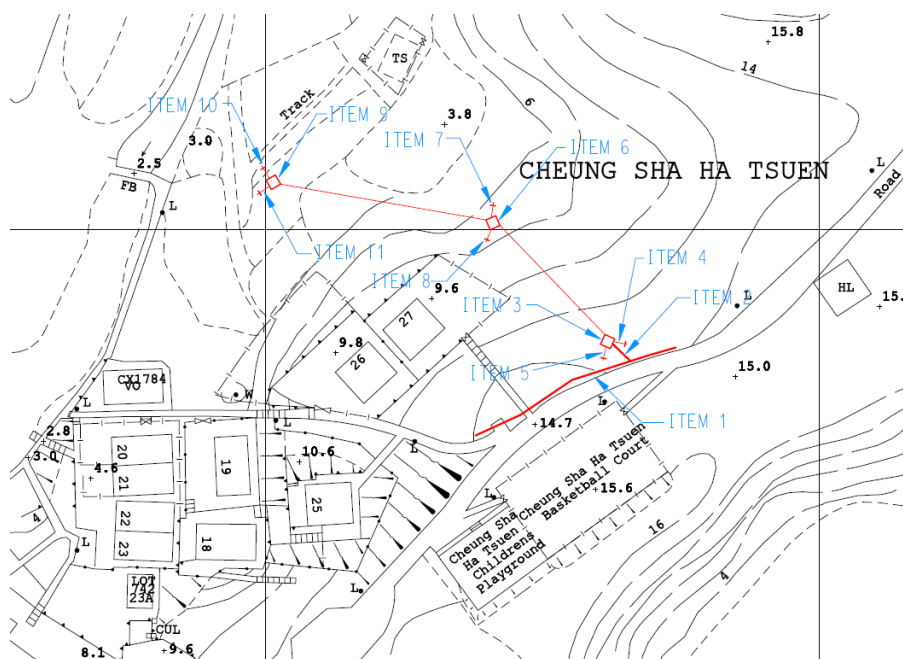 15.8
TS
14
ITEM 10
Track
ITEM 9
6
3.8
ITEM 7
ITEM 6
3.0
2.5
CHEUNG SHA HA TSUEN
L
FB
Road
L
ITEM 11
ITEM 4
ITEM 8
ITEM 2
HL
9.6
ITEM 3
L
15.
27
9.8
26
ITEM 5
15.0
CX1784
VO
W
L
L
L
ITEM 1
14.7
2.8
3.0
4.6
20
21
19
10.6
L
22
23
18
25
L
15.6
Cheung Sha Ha Tsuen
Basketball Court
16
Cheung Sha
Ha Tsuen
Childrens
Playground
4
L
4
L
LOT
742
23A
CUL
8.1
9.6